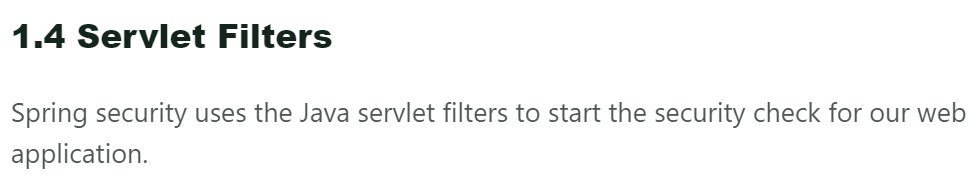 1.4 Servlet Filters
Spring security uses the Java servlet filters to start the security check for our web
application.